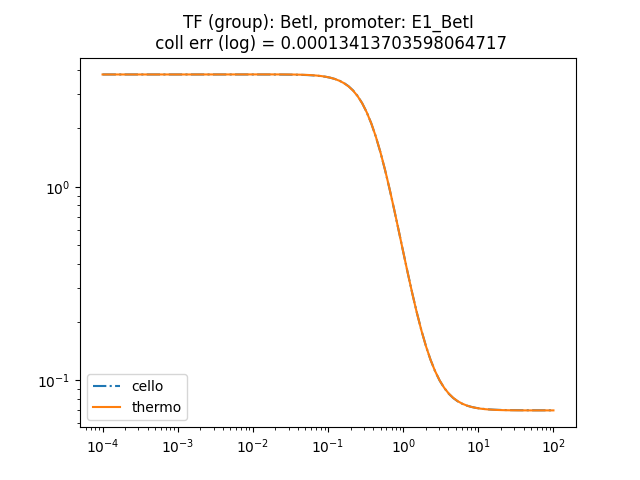 TF (group): BetI, promoter: E1_BetI
coll err (log) = 0.00013413703598064717
10⁰
10⁻¹
cello
thermo
10⁻⁴
10⁻³
10⁻²
10⁻¹
10⁰
10¹
10²